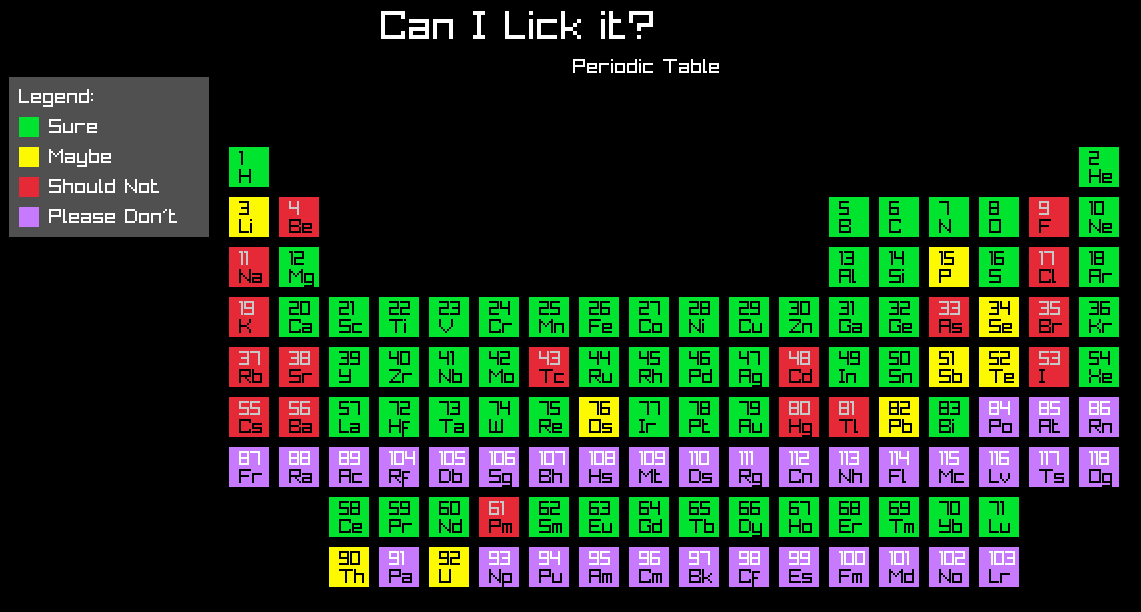 Can I Lick it?
Periodic Table
Legend:
Sure
Maybe
Should Not
Please Don't
1 2
H He
3 4 5 6 7 8 9 10
Li Be B C N O F Ne
11 12 13 14 15 16 17 18
Na Mg Al Si P S Cl Ar
19 20 21 22 23 24 25 26 27 28 29 30 31 32 33 34 35 36
K Ca Sc Ti V Cr Mn Fe Co Ni Cu Zn Ga Ge As Se Br Kr
37 38 39 40 41 42 43 44 45 46 47 48 49 50 51 52 53 54
Rb Sr Y Zr Nb Mo Tc Ru Rh Pd Ag Cd In Sn Sb Te I Xe
55 56 57 72 73 74 75 76 77 78 79 80 81 82 83 84 85 86
Cs Ba La Hf Ta W Re Os Ir Pt Au Hg Tl Pb Bi Po At Rn
87 88 89 104 105 106 107 108 109 110 111 112 113 114 115 116 117 118
Fr Ra Ac Rf Db Sg Bh Hs Mt Ds Rg Cn Nh Fl Mc Lv Ts Og
58 59 60 61 62 63 64 65 66 67 68 69 70 71
Ce Pr Nd Pm Sm Eu Gd Tb Dy Ho Er Tm Yb Lu
90 91 92 93 94 95 96 97 98 99 100 101 102 103
Th Pa U Np Pu Am Cm Bk Cf Es Fm Md No Lr